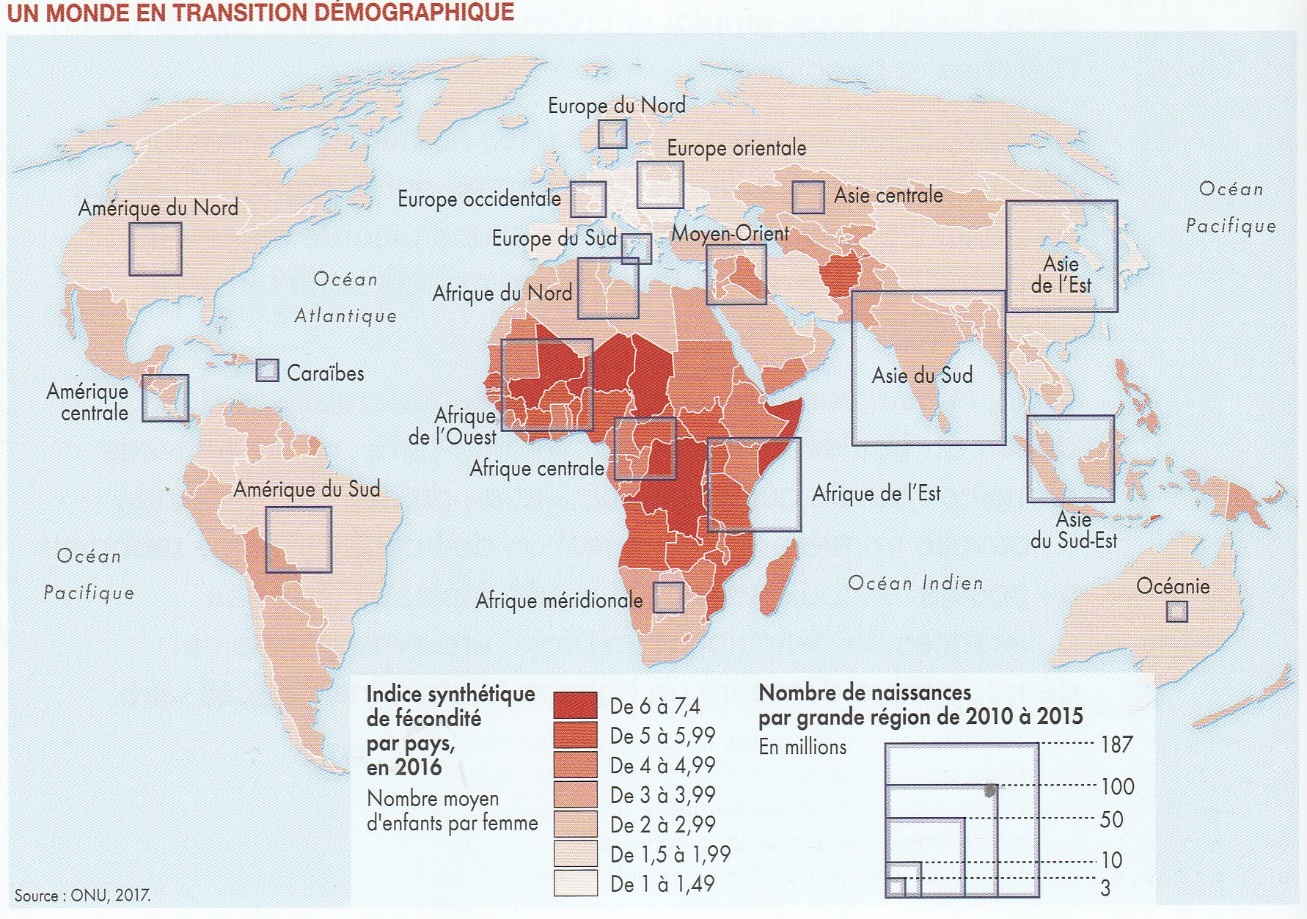 UN MONDE EN TRANSITION DÉMOGRAPHIQUE
Europe du Nord
Europe orientale
Océan
Pacifique
Amérique du Nord
Europe occidentale
Asie centrale
Europe du Sud
Moyen-Orient
Asie
de l'Est
Océan
Atlantique
Afrique du Nord
Caraïbes
Asie du Sud
Amérique
centrale
Afrique
de l'Ouest
Afrique centrale
Amérique du Sud
Afrique de l'Est
Asie
du Sud-Est
Océan
Pacifique
Océan Indien
Océanie
Afrique méridionale
Indice synthétique
de fécondité
par pays,
en 2016
Nombre moyen
d'enfants par femme
De 6 à 7,4
De 5 à 5,99
De 4 à 4,99
De 3 à 3,99
De 2 à 2,99
De 1,5 à 1,99
De 1 à 1,49
Nombre de naissances
par grande région de 2010 à 2015
En millions
187
100
50
10
3
Source : ONU, 2017.